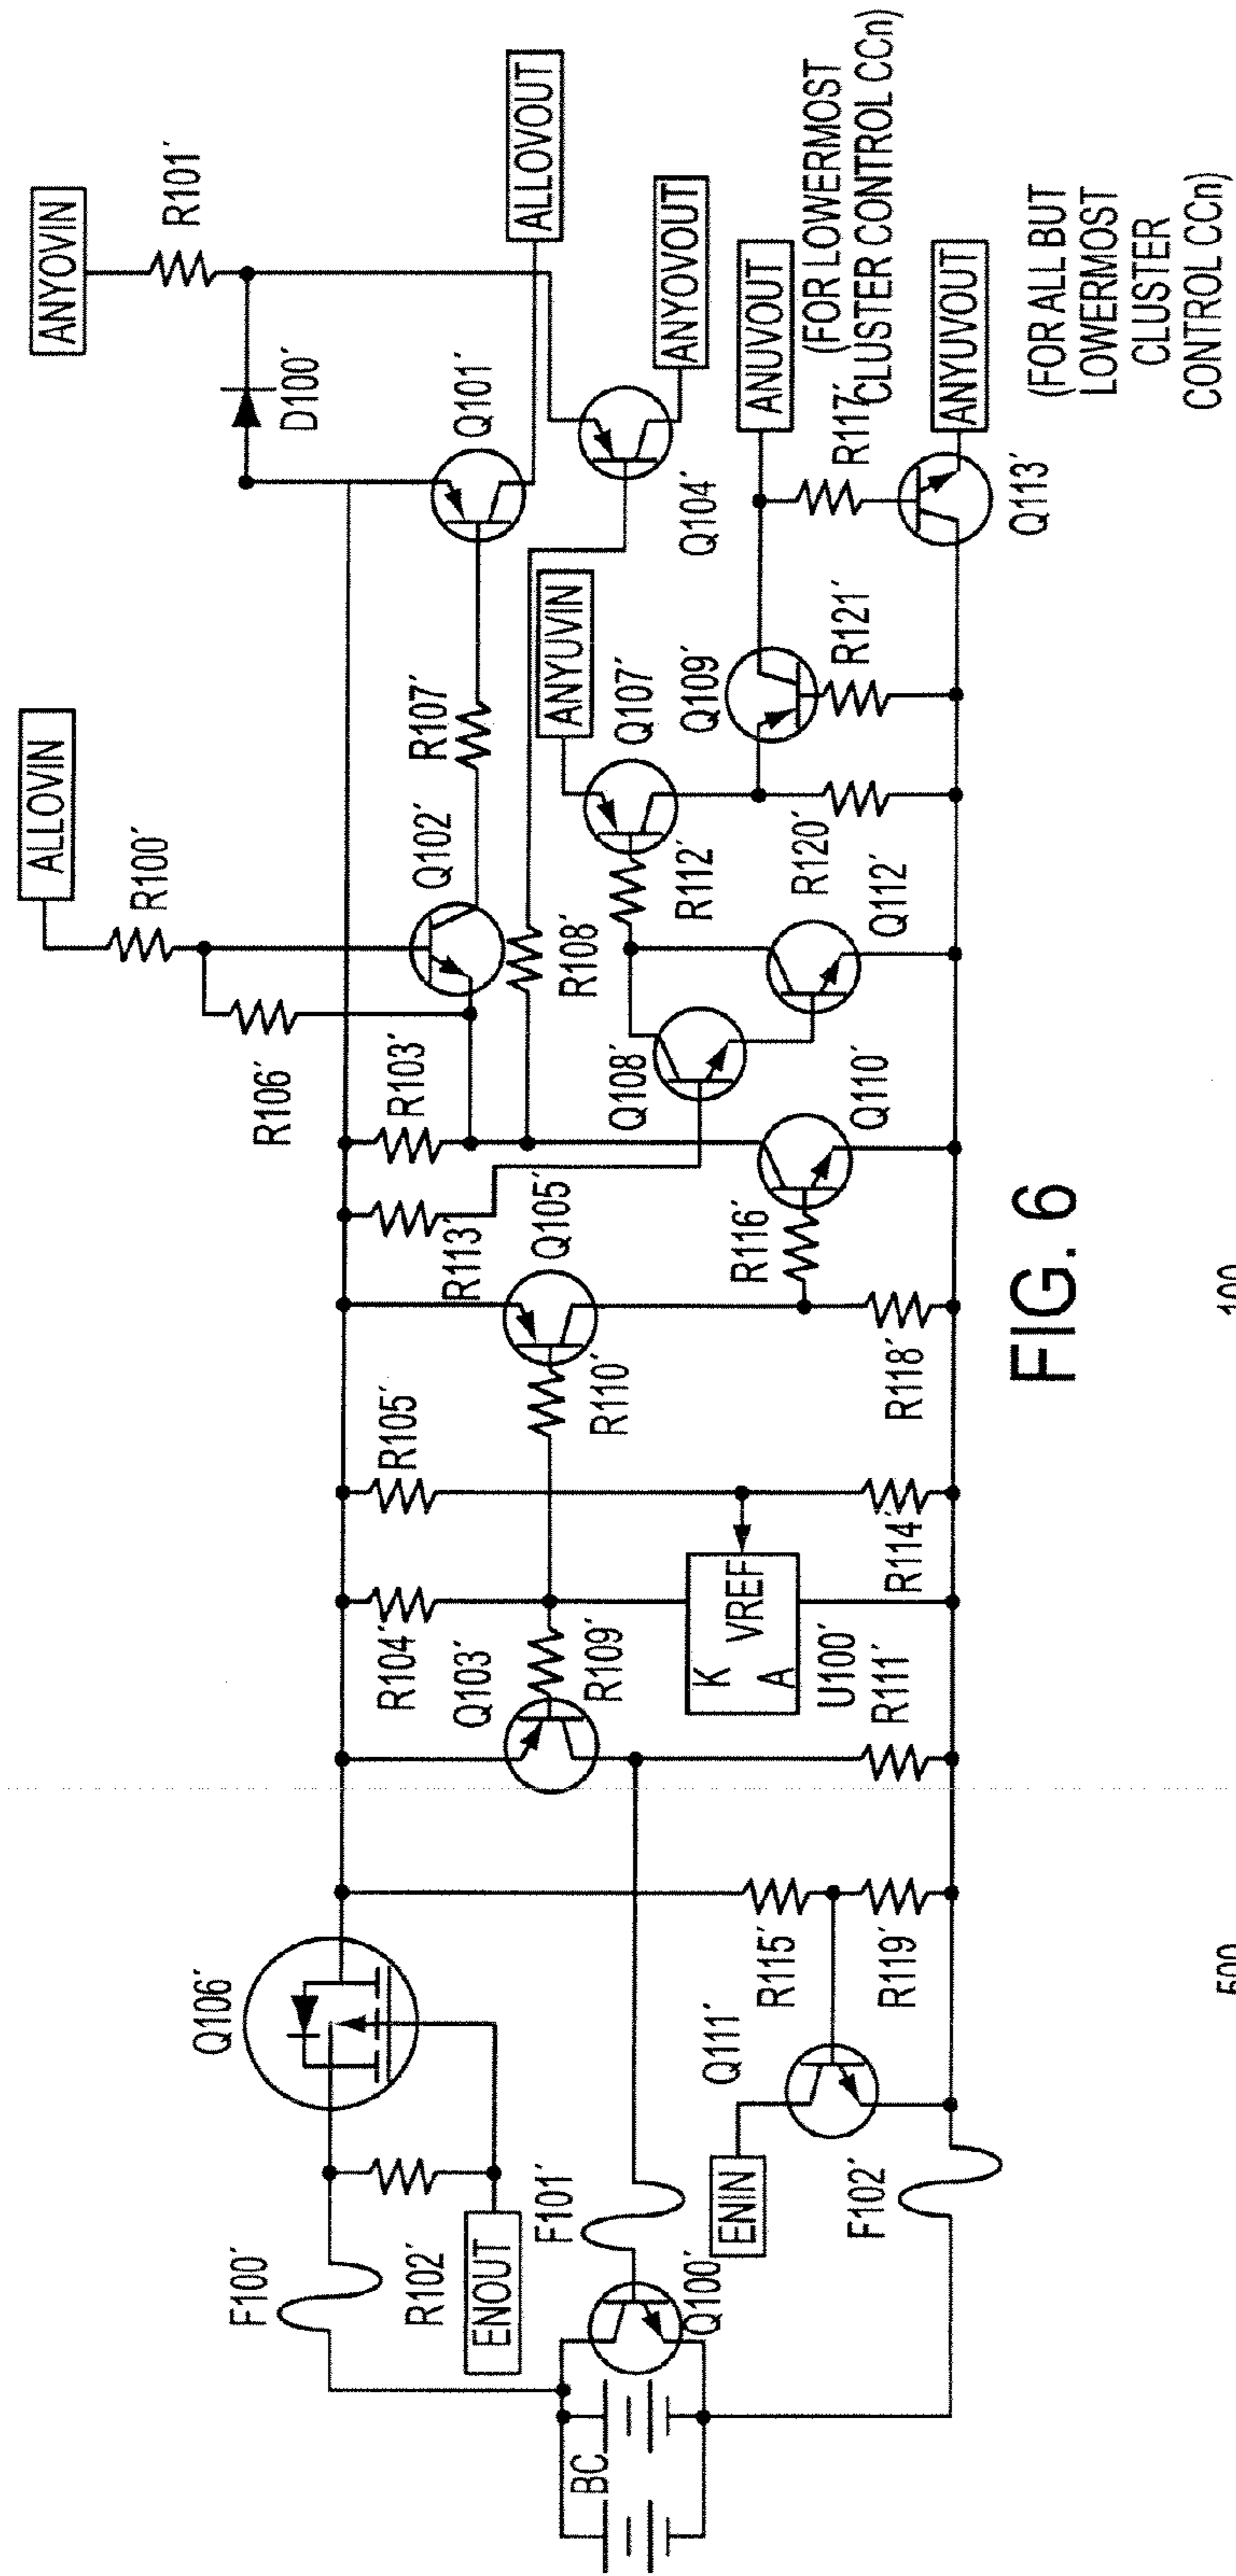 ANYOVIN
R101′
D100′
Q101′
ALLOVOUT
ANYOVOUT
Q104′
ANUVOUT
(FOR LOWERMOST
CLUSTER CONTROL CCn)
R117′
ANYUVOUT
(FOR ALL BUT
LOWERMOST
CLUSTER
CONTROL CCn)
Q113′
ALLOVIN
R100′
R107′
Q102′
R106′
R108′
R103′
ANYUVIN
Q107′
Q109′
R121′
R112′
R120′
Q112′
Q108′
Q110′
R113′
Q105′
R116′
R110′
R118′
R105′
R114′
R104′
Q103′
R109′
K VREF
A
U100′
R111′
Q106′
R115′
R119′
Q111′
ENIN
F102′
F100′
R102′
ENOUT
F101′
Q100′
BC
FIG. 6
100
500